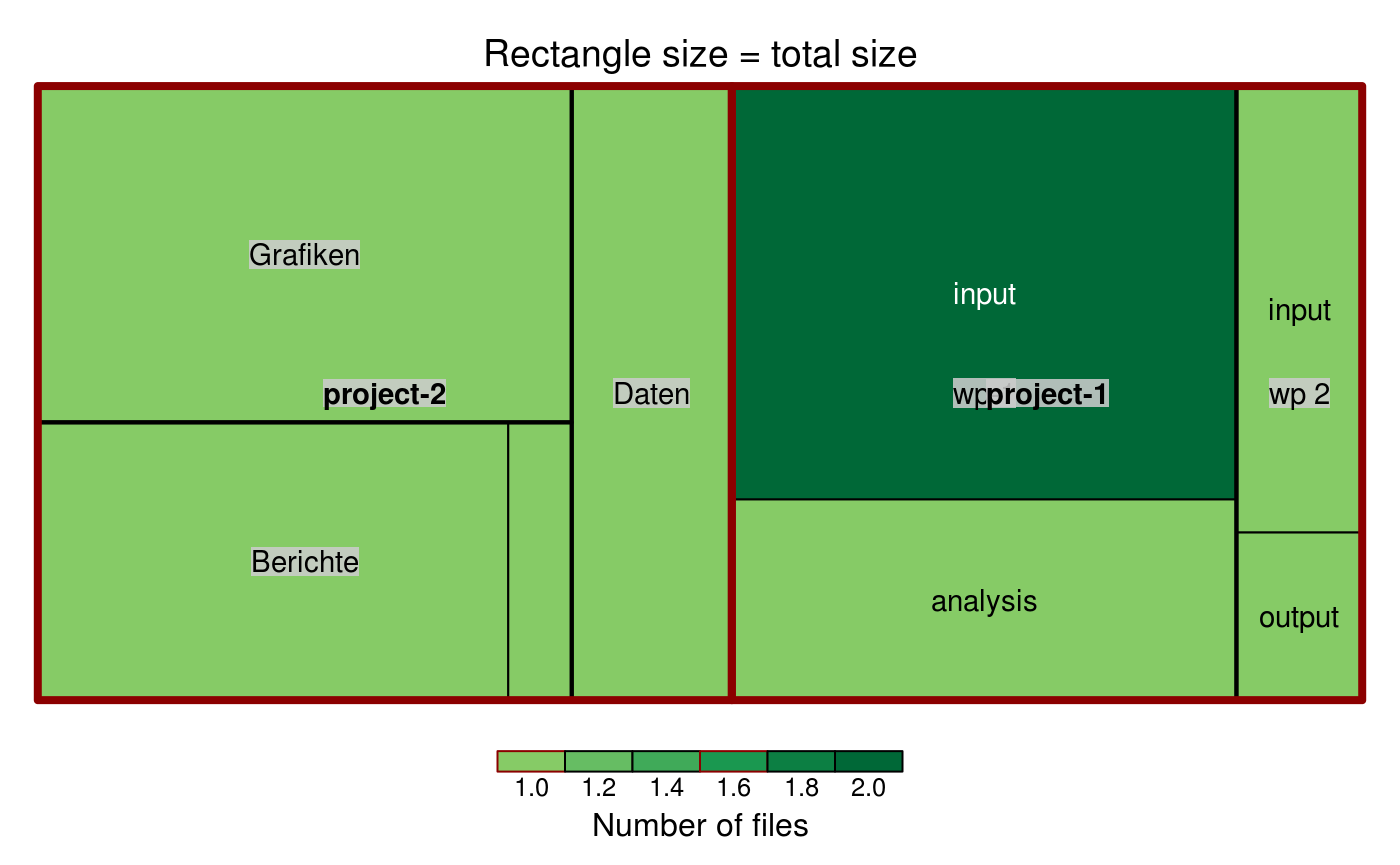 Rectangle size = total size
Grafiken
project-2
Berichte
Daten
input
wp
project-1
analysis
input
wp 2
output
1.0 1.2 1.4 1.6 1.8 2.0
Number of files